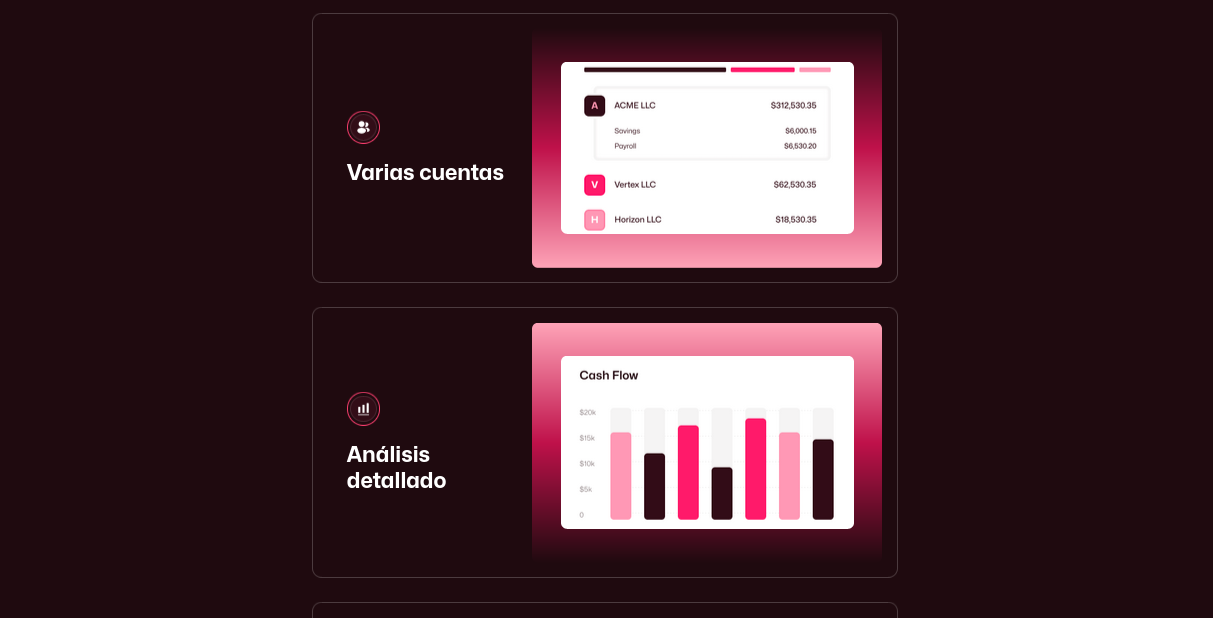 Varias cuentas
A ACME LLC $312,530.35
Savings $6,000.15
Payroll $6,530.20
V Vertex LLC $62,530.35
H Horizon LLC $18,530.35
Análisis
detallado
Cash Flow
$20k
$15k
$10k
$5k
0